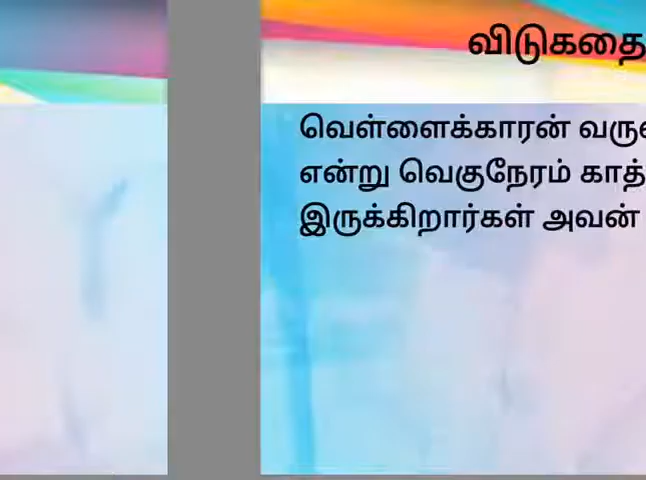 விடுகதை
வெள்ளைக்காரன்
என்று வெகுநேரம்
இருக்கிறார்கள் அவன்